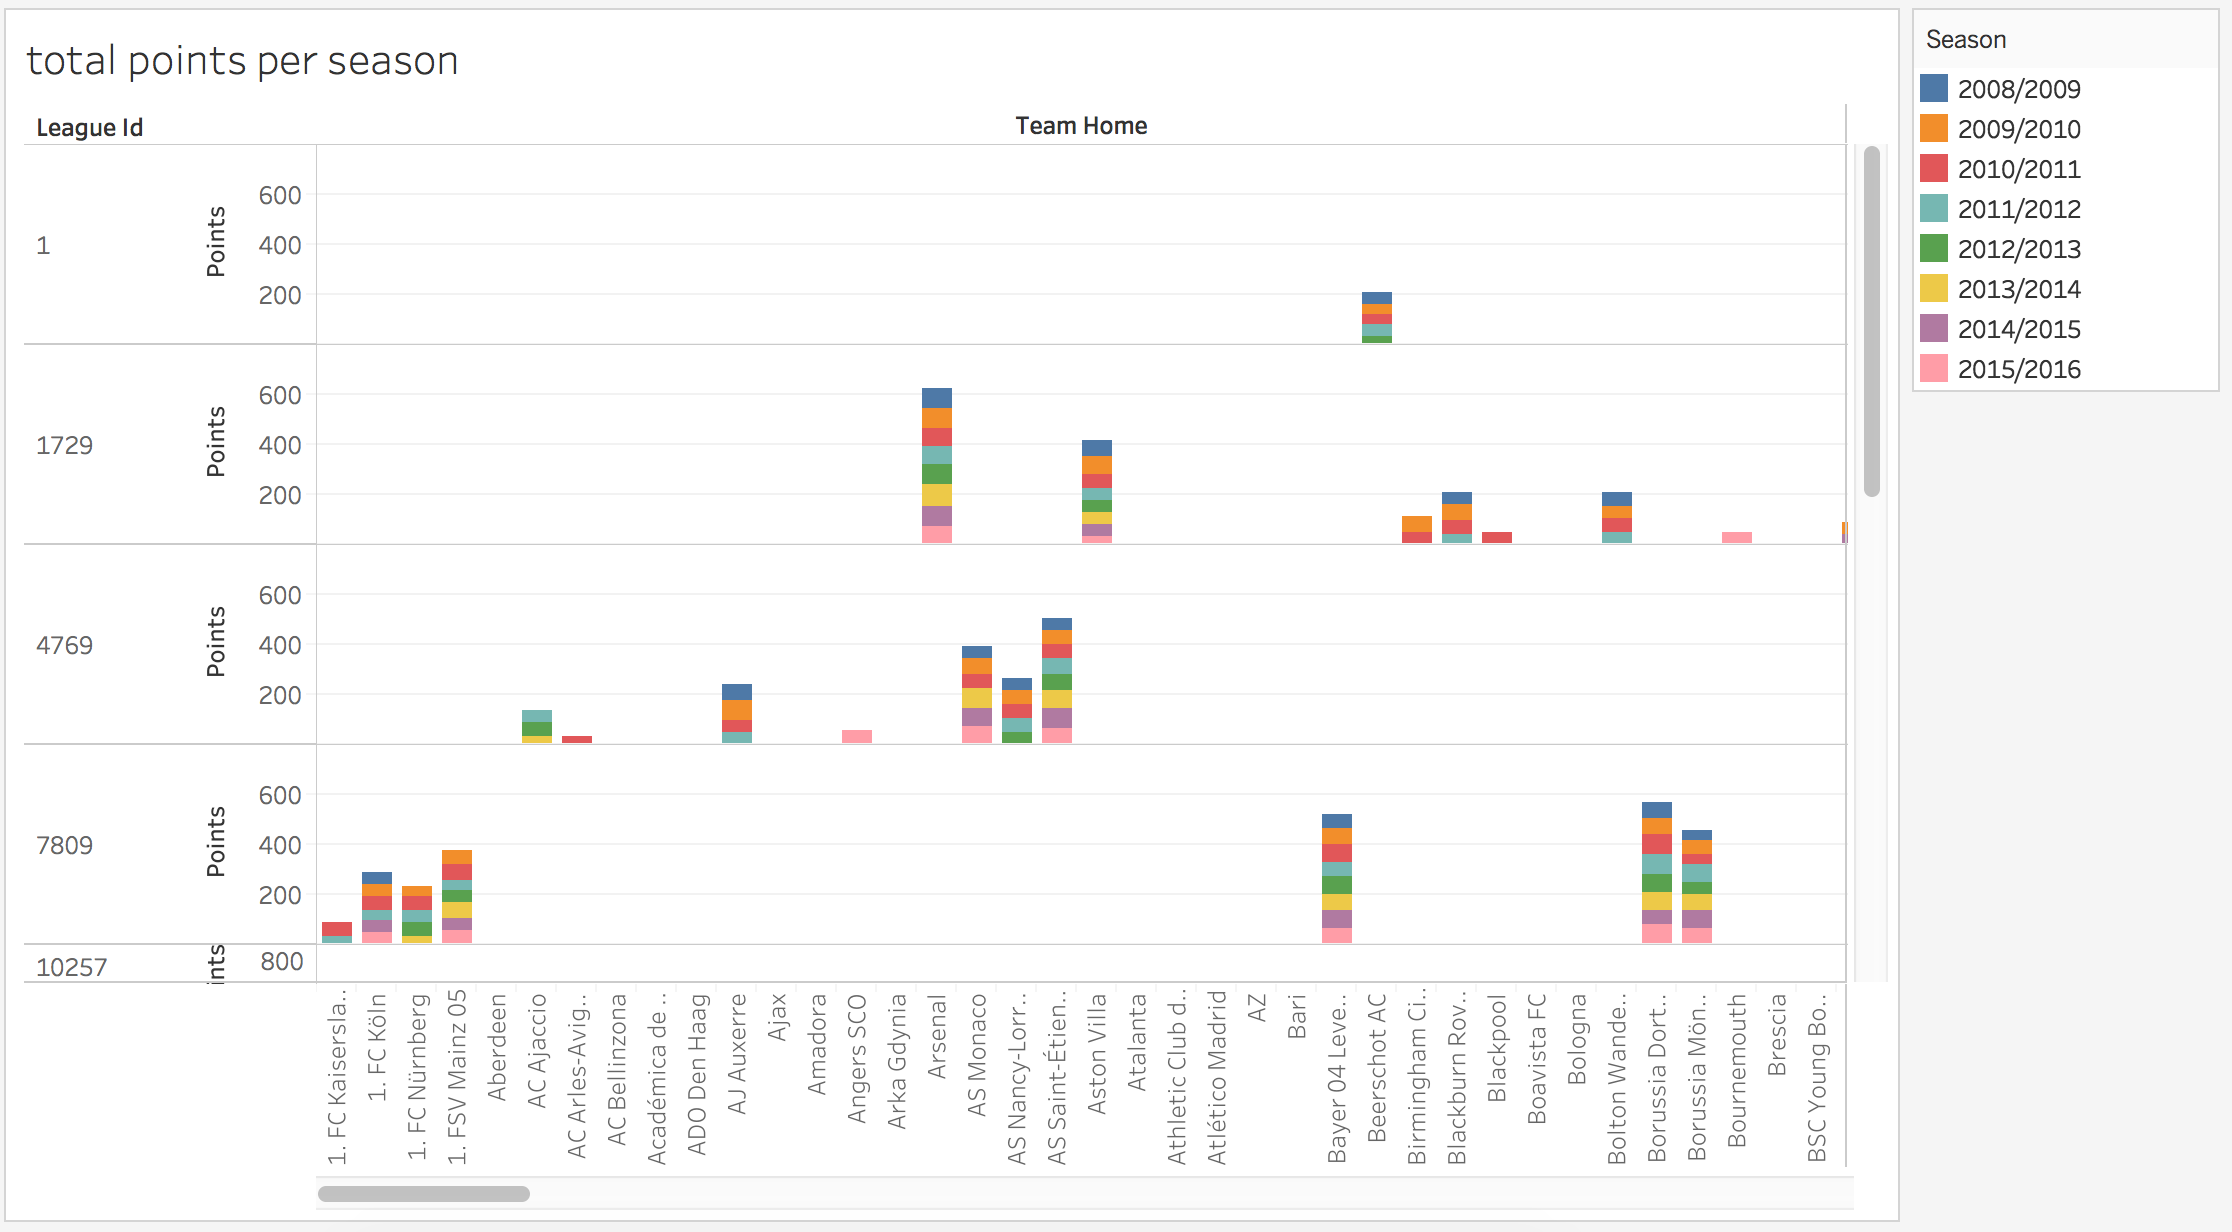 total points per season
League Id
Team Home
1
Points
600
400
200
1729
Points
600
400
200
4769
Points
600
400
200
7809
Points
600
400
200
10257
ints
800
1. FC Kaisersla..
1. FC Köln
1. FC Nürnberg
1. FSV Mainz 05
Aberdeen
AC Ajaccio
AC Arles-Avig..
AC Bellinzona
Académica de ..
ADO Den Haag
AJ Auxerre
Ajax
Amadora
Angers SCO
Arka Gdynia
Arsenal
AS Monaco
AS Nancy-Lorr..
AS Saint-Étien..
Aston Villa
Atalanta
Athletic Club d..
Atlético Madrid
AZ
Bari
Bayer 04 Leve..
Beerschot AC
Birmingham Ci..
Blackburn Rov..
Blackpool
Boavista FC
Bologna
Bolton Wande..
Borussia Dort..
Borussia Mön..
Bournemouth
Brescia
BSC Young Bo..
Season
2008/2009
2009/2010
2010/2011
2011/2012
2012/2013
2013/2014
2014/2015
2015/2016